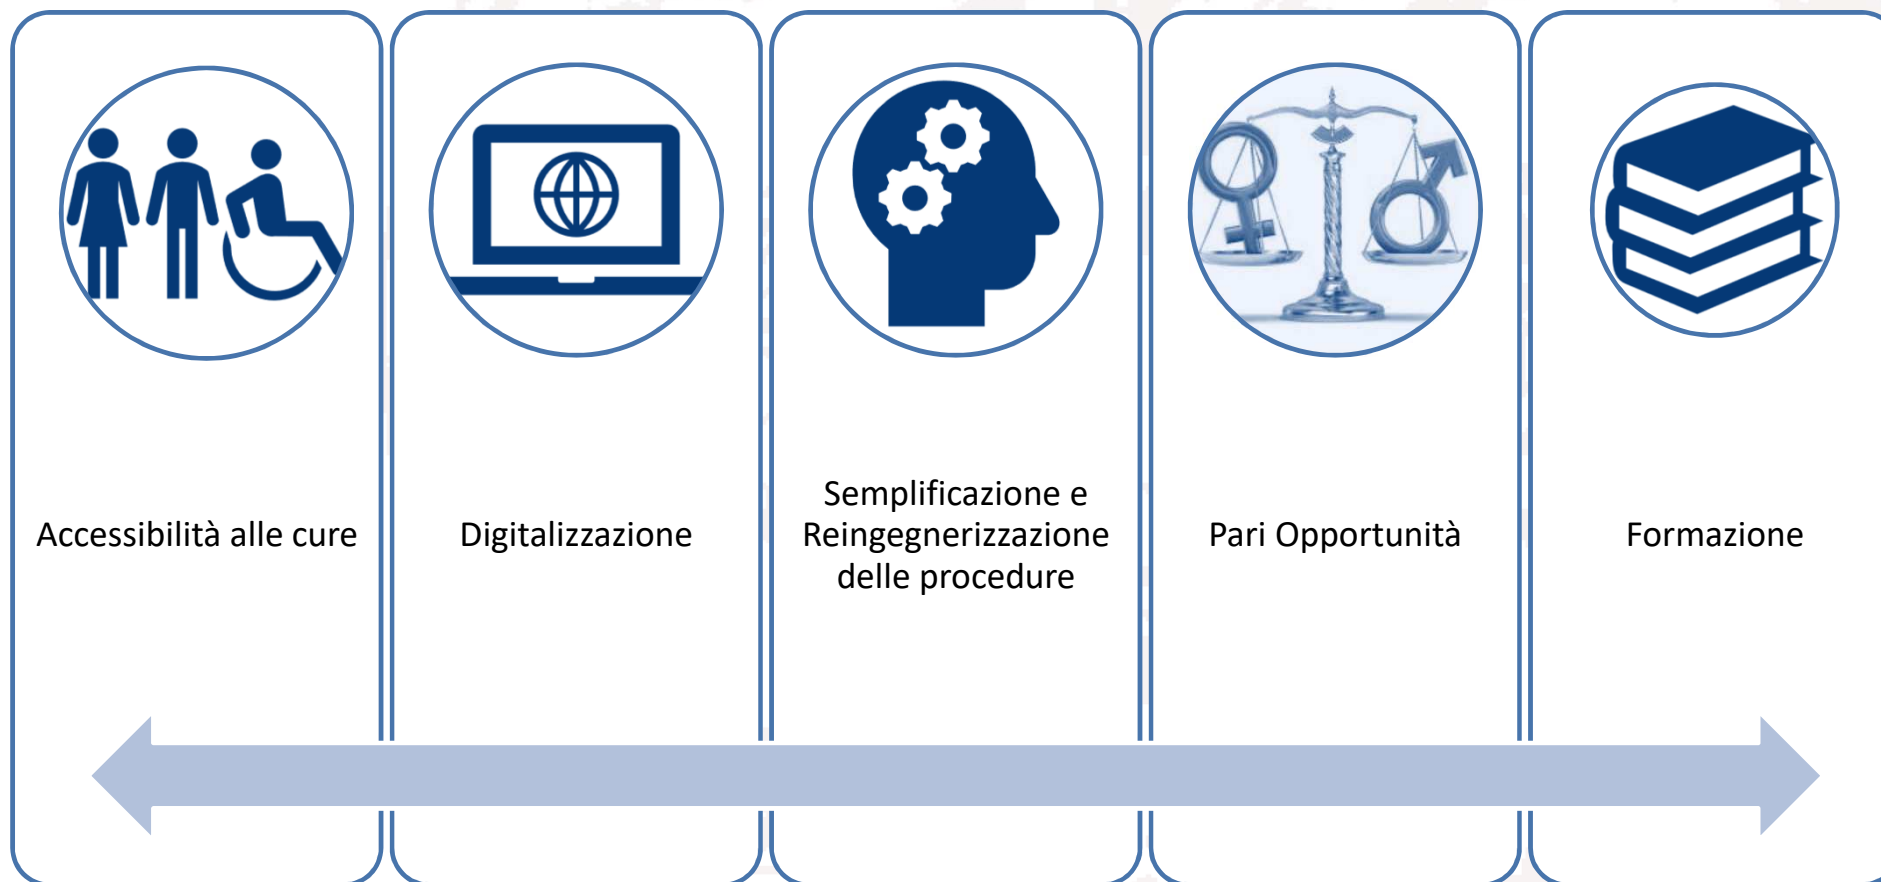 Accessibilità alle cure
Digitalizzazione
Semplificazione e
Reingegnerizzazione
delle procedure
Pari Opportunità
Formazione